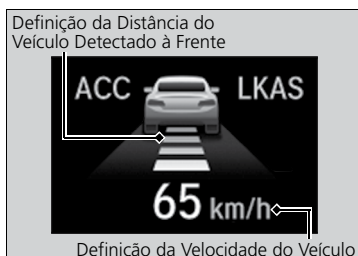 Definição da Distância do
Veículo Detectado à Frente
ACC LKAS
65 km/h
Definição da Velocidade do Veículo